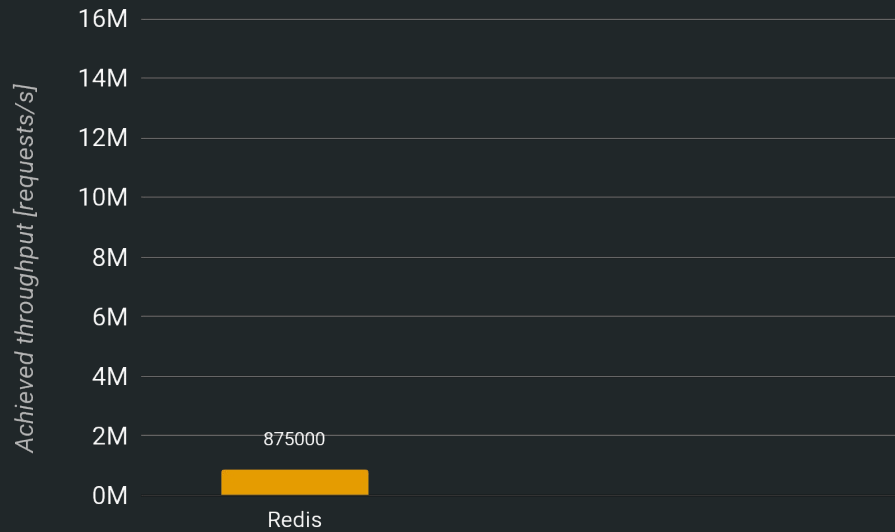 Achieved throughput [requests/s]
16M
14M
12M
10M
8M
6M
4M
2M
0M
875000
Redis